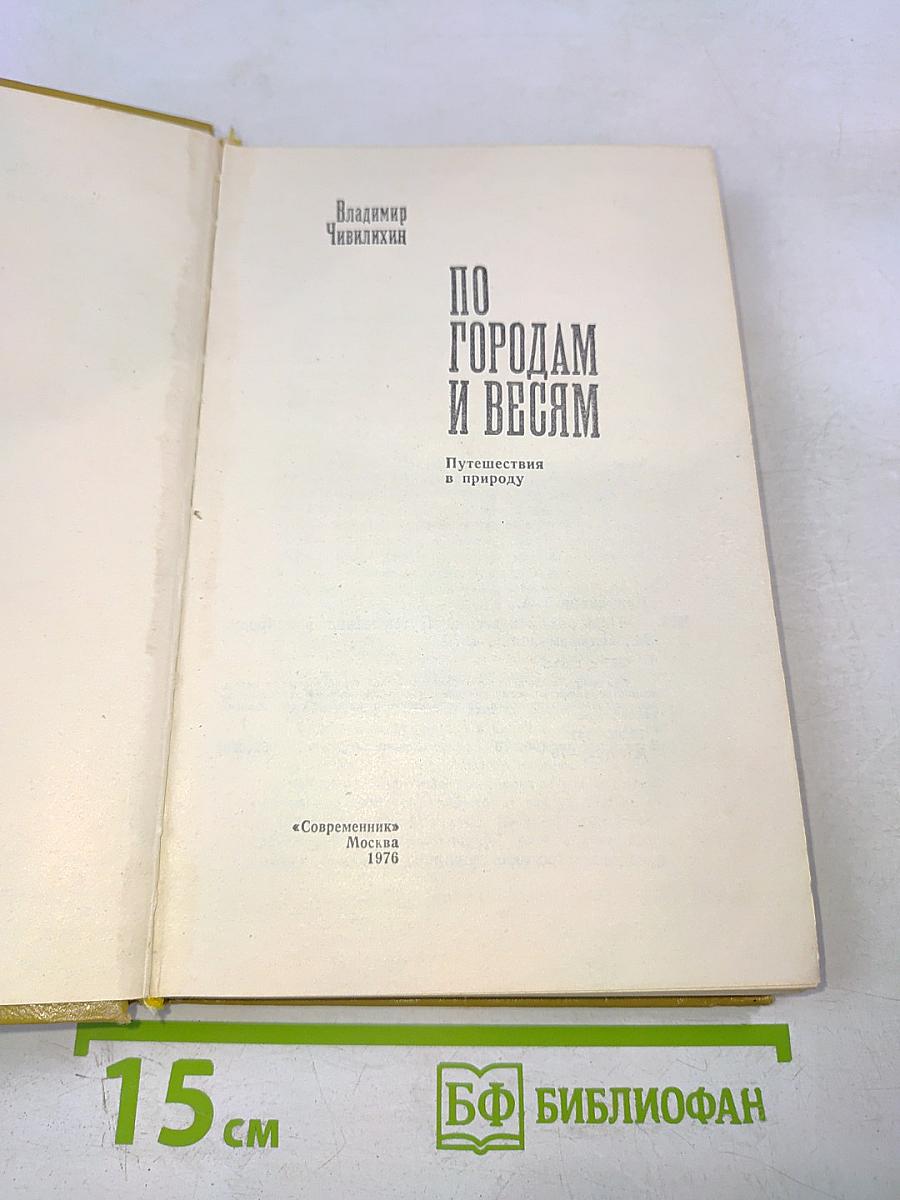 Владимир
Чивилихин
ПО
ГОРОДАМ
И ВЕСЯМ
Путешествия
в природу
«Современник»
Москва
1976
15 см
БФ БИБЛИОФАН